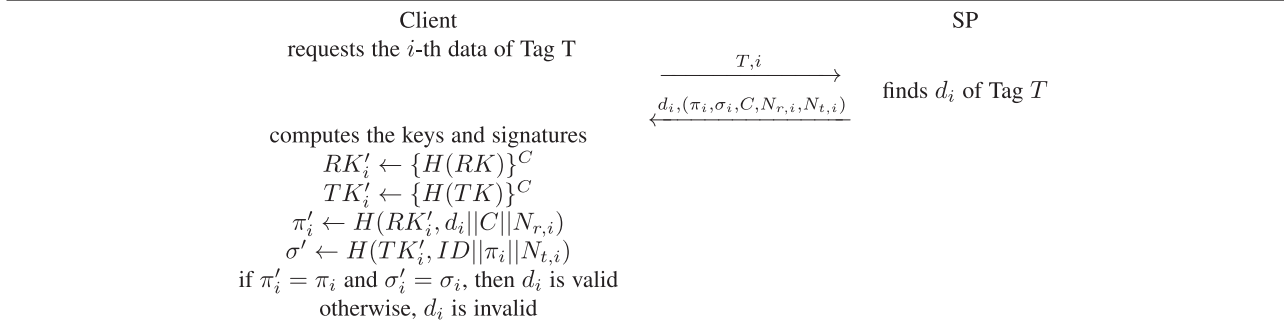 Client SP
requests the i-th data of Tag T
T,i
finds d_i of Tag T
d_i,(π_i,σ_i,C,N_{r,i},N_{t,i})
computes the keys and signatures
RK′_i ← {H(RK)}^C
TK′_i ← {H(TK)}^C
π′_i ← H(RK′_i, d_i||C||N_{r,i})
σ′ ← H(TK′_i, ID||π_i||N_{t,i})
if π′_i = π_i and σ′_i = σ_i, then d_i is valid
otherwise, d_i is invalid